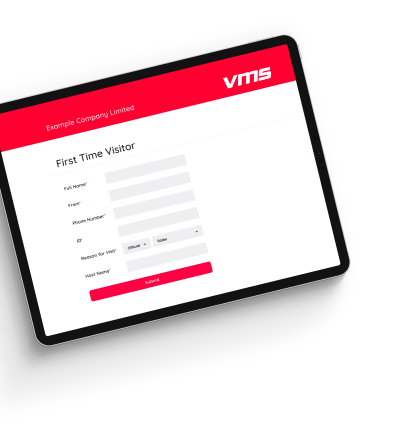 Example Company Limited
vms
First Time Visitor
Full Name*
From*
Phone Number*
ID*
Reason for Visit*
Sales
Host Name*
Submit